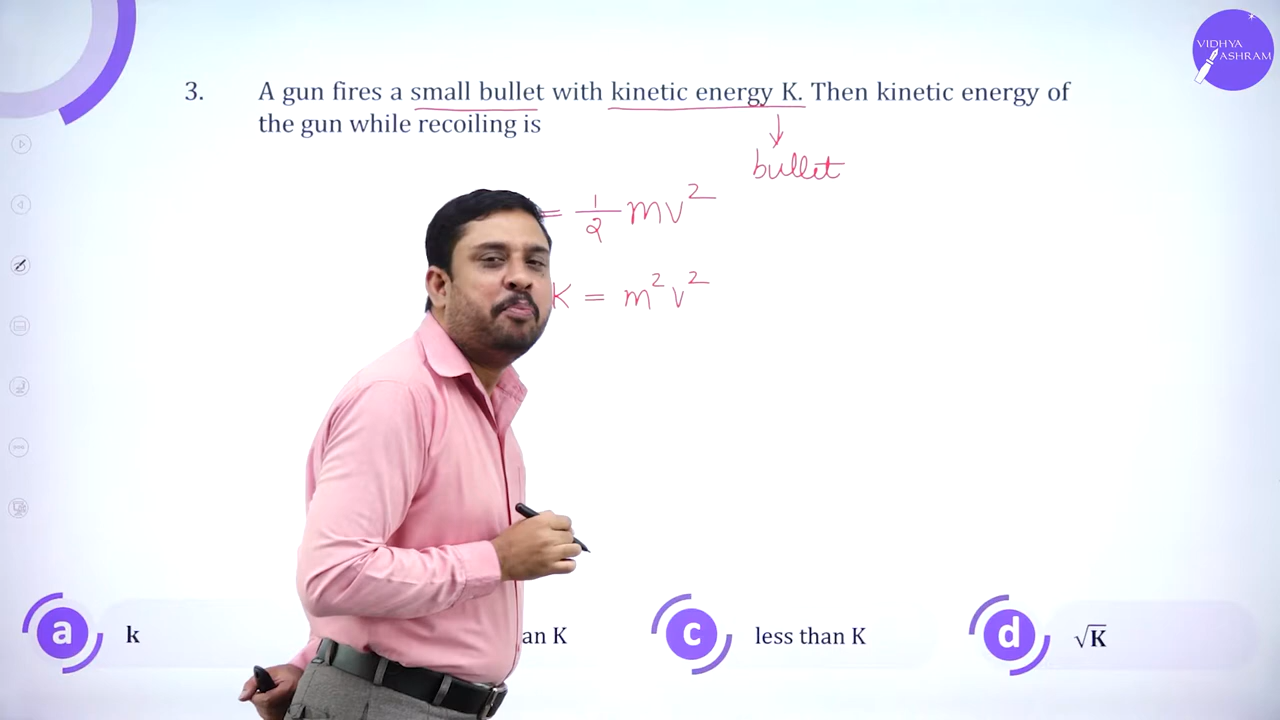 VIDHYA
ASHRAM
3. A gun fires a small bullet with kinetic energy K. Then kinetic energy of
the gun while recoiling is
bullet
= 1/2 mv²
K = m²v²
a k
an K
c less than K
d √K